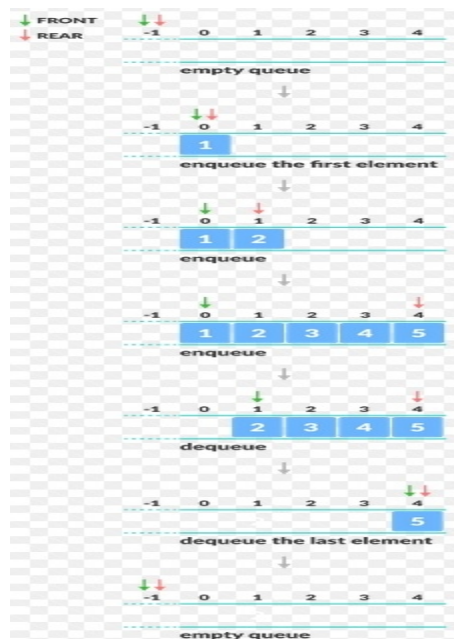 FRONT
REAR
-1 0 1 2 3 4
empty queue
-1 0 1 2 3 4
1
enqueue the first element
-1 0 1 2 3 4
1 2
enqueue
-1 0 1 2 3 4
1 2 3 4 5
enqueue
-1 0 1 2 3 4
2 3 4 5
dequeue
-1 0 1 2 3 4
5
dequeue the last element
-1 0 1 2 3 4
empty queue